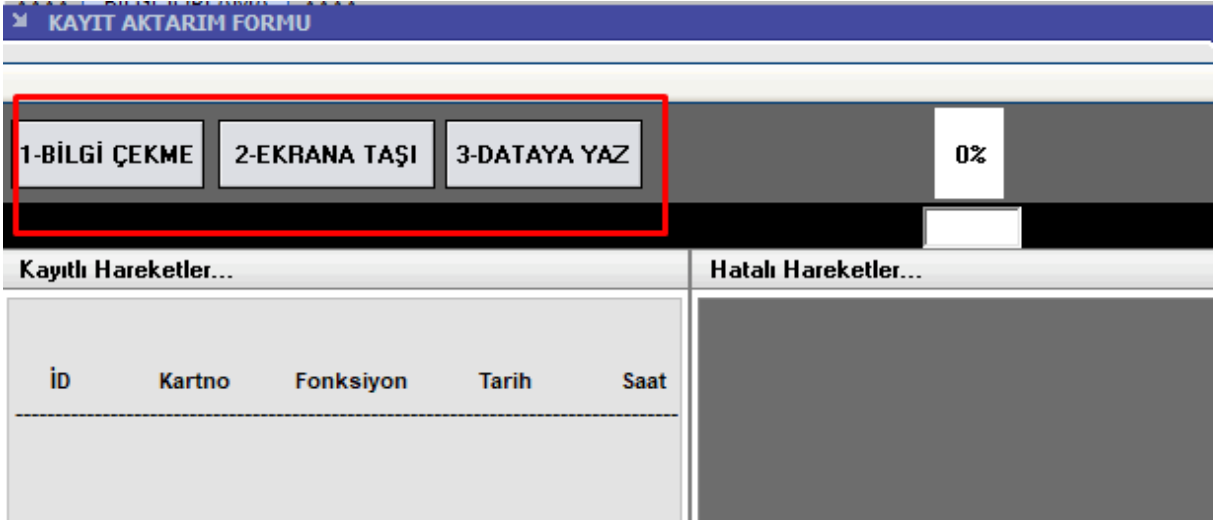 KAYIT AKTARIM FORMU
1-BİLGİ ÇEKME 2-EKRANA TAŞI 3-DATAYA YAZ 0%
Kayıtlı Hareketler... Hatalı Hareketler...
İD Kartno Fonksiyon Tarih Saat